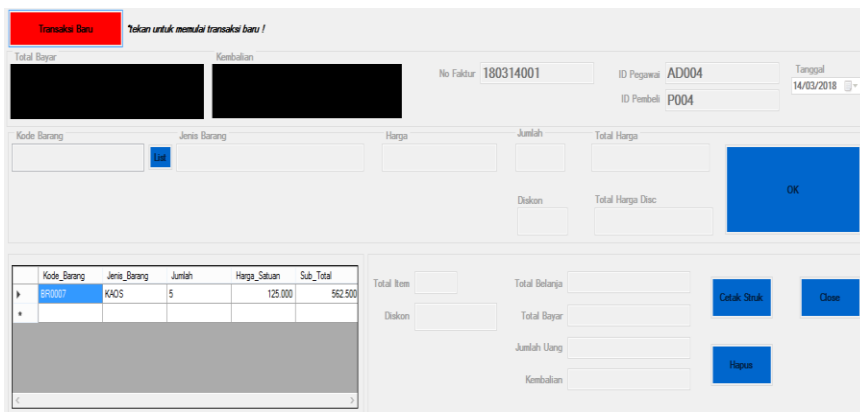 Transaksi Baru *tekan untuk memulai transaksi baru !
Total Bayar Kembalian
No Faktur 180314001 ID Pegawai AD004 Tanggal
14/03/2018
ID Pembeli P004
Kode Barang Jenis Barang Harga Jumlah Total Harga
List
OK
Diskon Total Harga Disc
Kode_Barang Jenis_Barang Jumlah Harga_Satuan Sub_Total
BR0007 KAOS 5 125.000 562.500
Total Item Total Belanja
Cetak Struk Close
Diskon Total Bayar
Jumlah Uang
Hapus
Kembalian